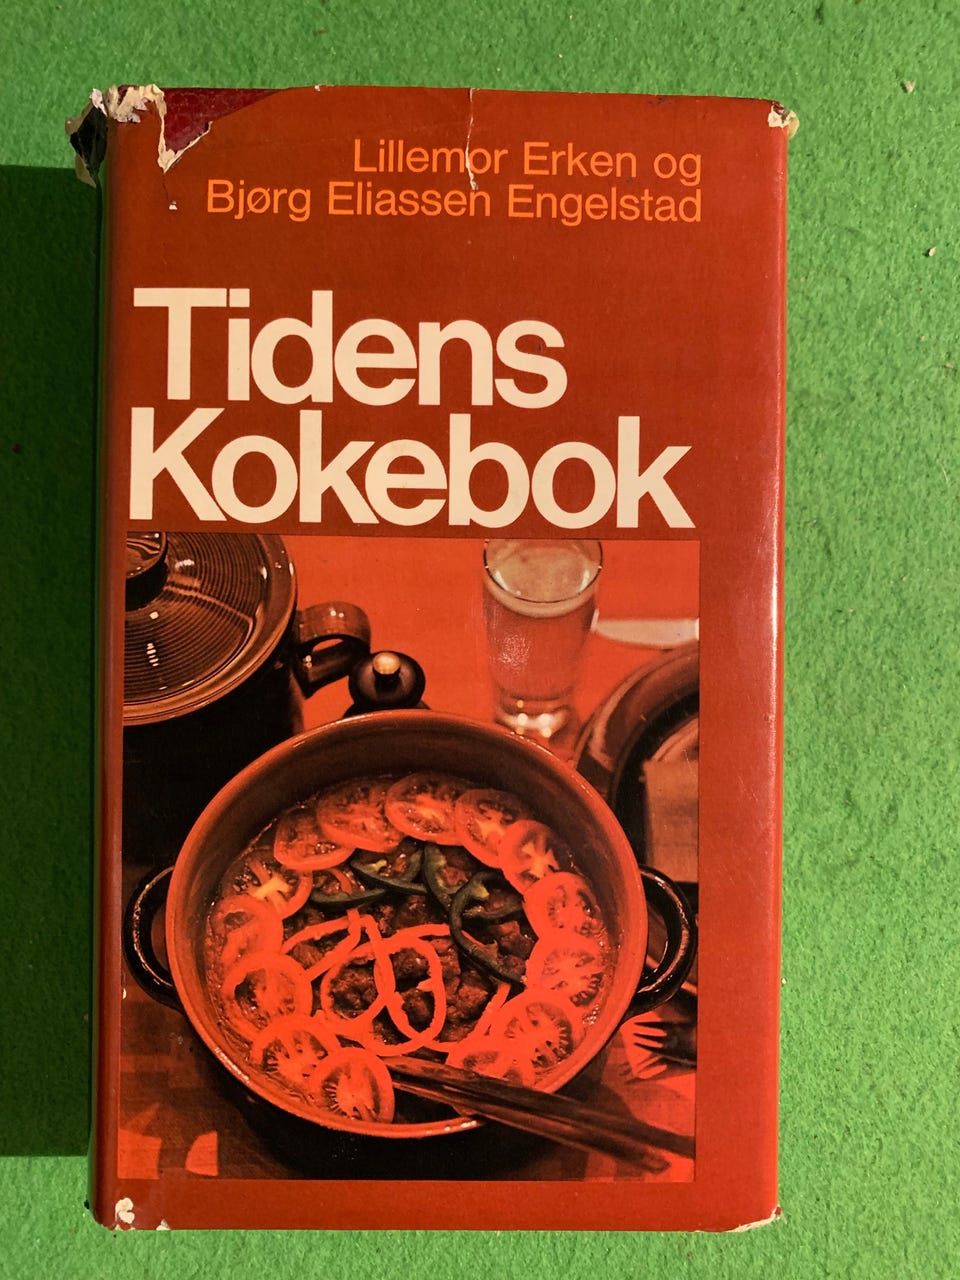 Lillemor Erken og
Bjørg Eliassen Engelstad
Tidens
Kokebok